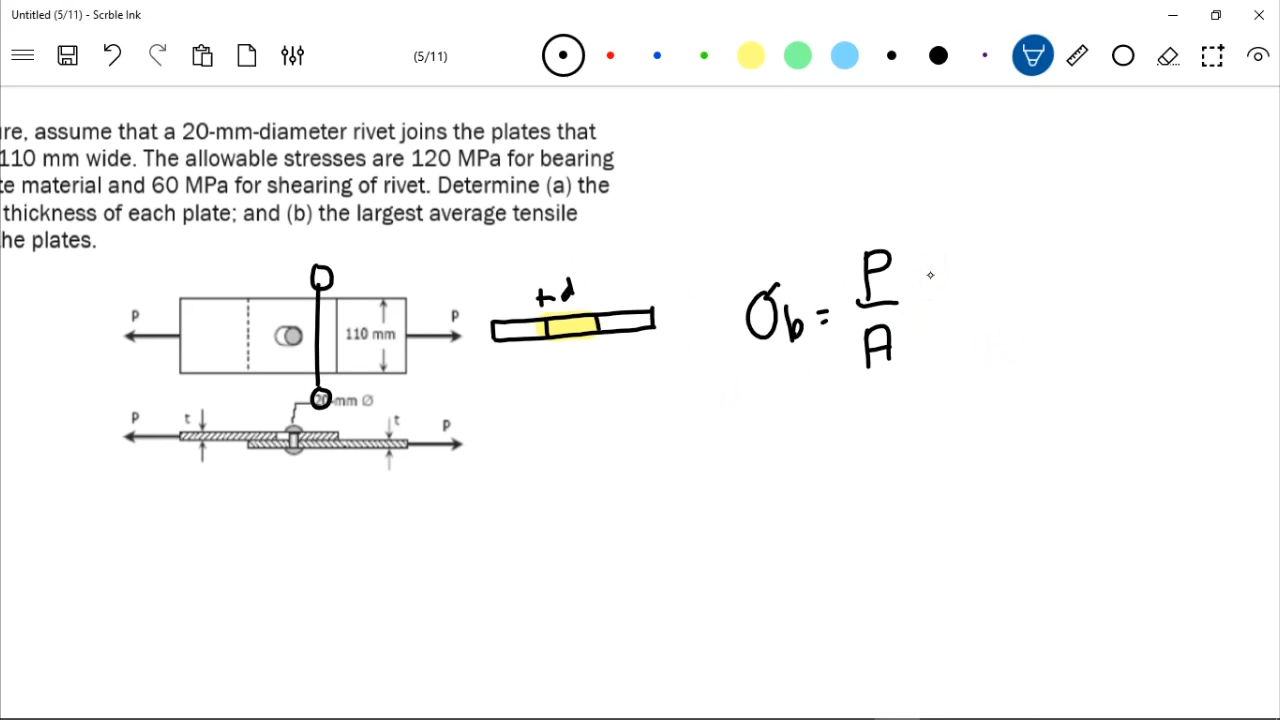 Untitled (5/11) - Scrble Ink
(5/11)
ure, assume that a 20-mm-diameter rivet joins the plates that
110 mm wide. The allowable stresses are 120 MPa for bearing
te material and 60 MPa for shearing of rivet. Determine (a) the
thickness of each plate; and (b) the largest average tensile
he plates.
td
P
P
110 mm
σb = P
A
20 mm Ø
P
t
t
P